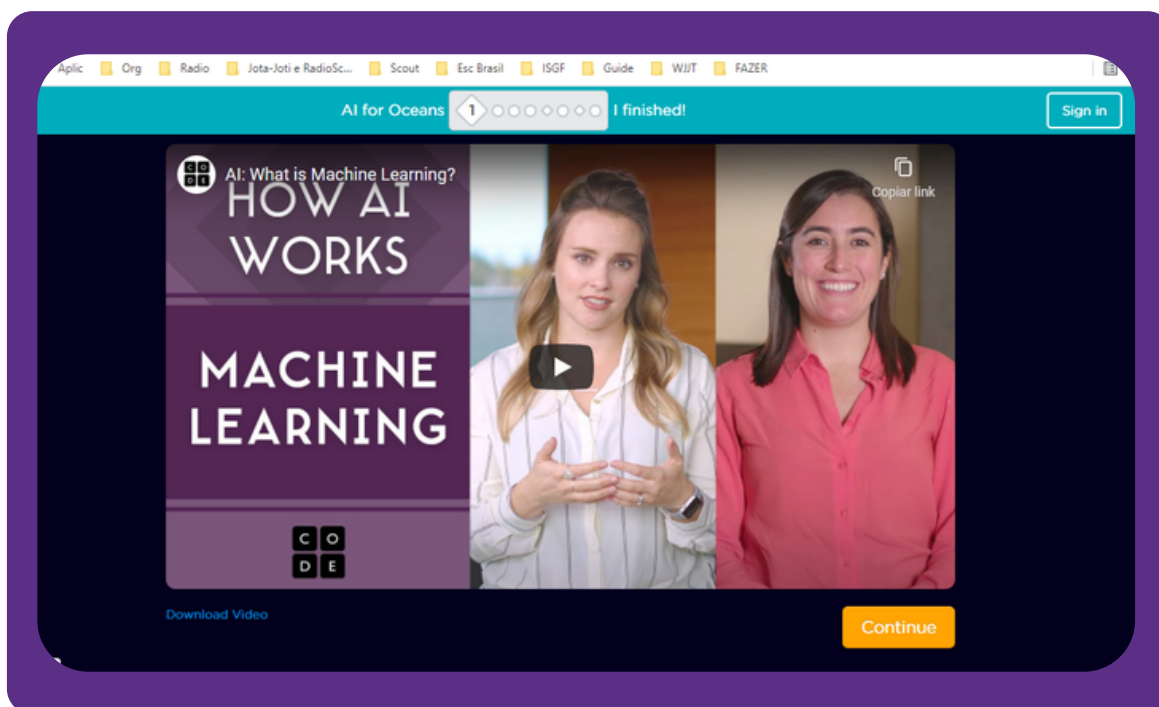 Aplic Org Radio Jota-Joti e RadioSc... Scout Esc Brasil ISGF Guide WJJT FAZER
AI for Oceans 1 I finished! Sign in
AI: What is Machine Learning?
Copiar link
HOW AI
WORKS
MACHINE
LEARNING
C O
D E
Download Video
Continue